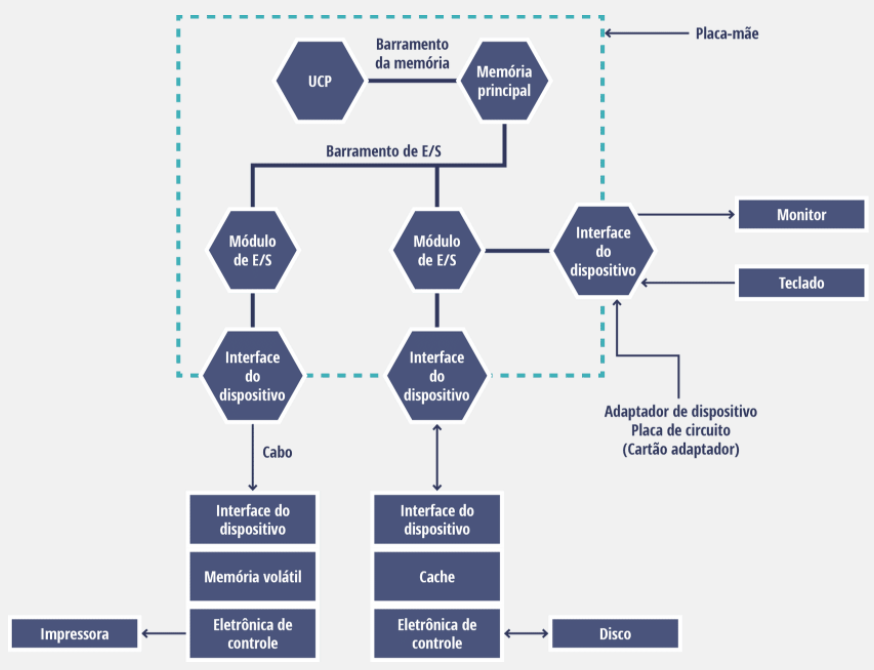 Placa-mãe
Barramento
da memória
UCP
Memória
principal
Barramento de E/S
Módulo
de E/S
Módulo
de E/S
Interface
do
dispositivo
Monitor
Teclado
Interface
do
dispositivo
Interface
do
dispositivo
Adaptador de dispositivo
Placa de circuito
(Cartão adaptador)
Cabo
Interface do
dispositivo
Memória volátil
Eletrônica de
controle
Impressora
Interface do
dispositivo
Cache
Eletrônica de
controle
Disco